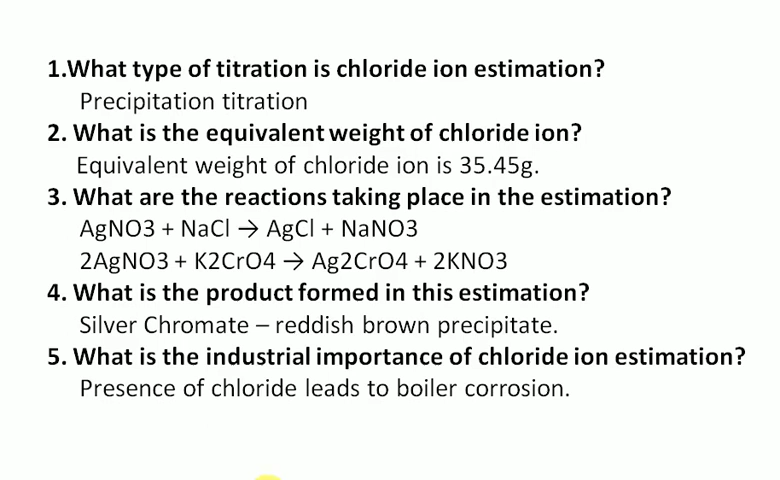 1.What type of titration is chloride ion estimation?
Precipitation titration
2. What is the equivalent weight of chloride ion?
Equivalent weight of chloride ion is 35.45g.
3. What are the reactions taking place in the estimation?
AgNO3 + NaCl → AgCl + NaNO3
2AgNO3 + K2CrO4 → Ag2CrO4 + 2KNO3
4. What is the product formed in this estimation?
Silver Chromate – reddish brown precipitate.
5. What is the industrial importance of chloride ion estimation?
Presence of chloride leads to boiler corrosion.